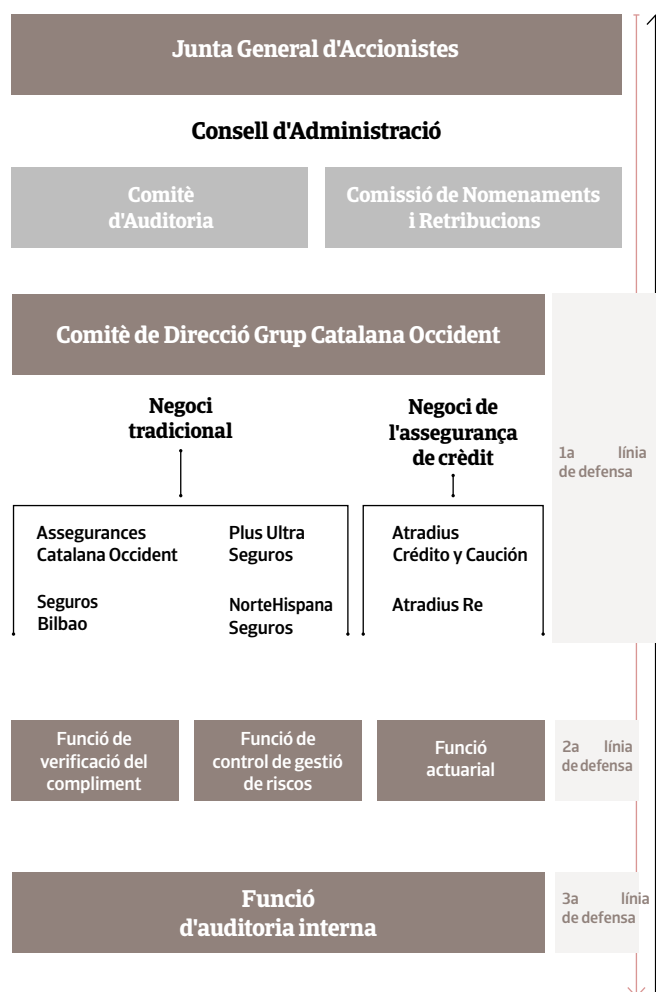 Junta General d'Accionistes
Consell d'Administració
Comitè
d'Auditoria
Comissió de Nomenaments
i Retribucions
Comitè de Direcció Grup Catalana Occident
Negoci
tradicional
Negoci de
l'assegurança
de crèdit
1a línia
de defensa
Assegurances
Catalana Occident
Plus Ultra
Seguros
Atradius
Crédito y Caución
Seguros
Bilbao
NorteHispana
Seguros
Atradius Re
Funció de
verificació del
compliment
Funció de
control de gestió
de riscos
Funció
actuarial
2a línia
de defensa
Funció
d'auditoria interna
3a línia
de defensa